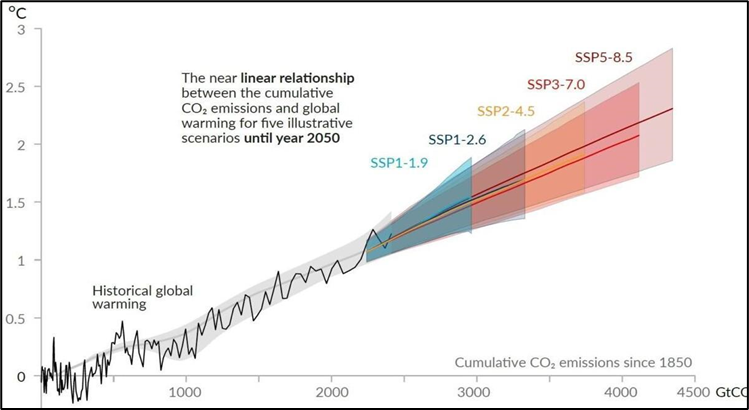 °C
3
The near linear relationship
between the cumulative
CO₂ emissions and global
warming for five illustrative
scenarios until year 2050
SSP5-8.5
SSP3-7.0
2.5
SSP2-4.5
SSP1-2.6
2
SSP1-1.9
1.5
1
Historical global
warming
0.5
Cumulative CO₂ emissions since 1850
0
1000
2000
3000
4000
4500
GtCC